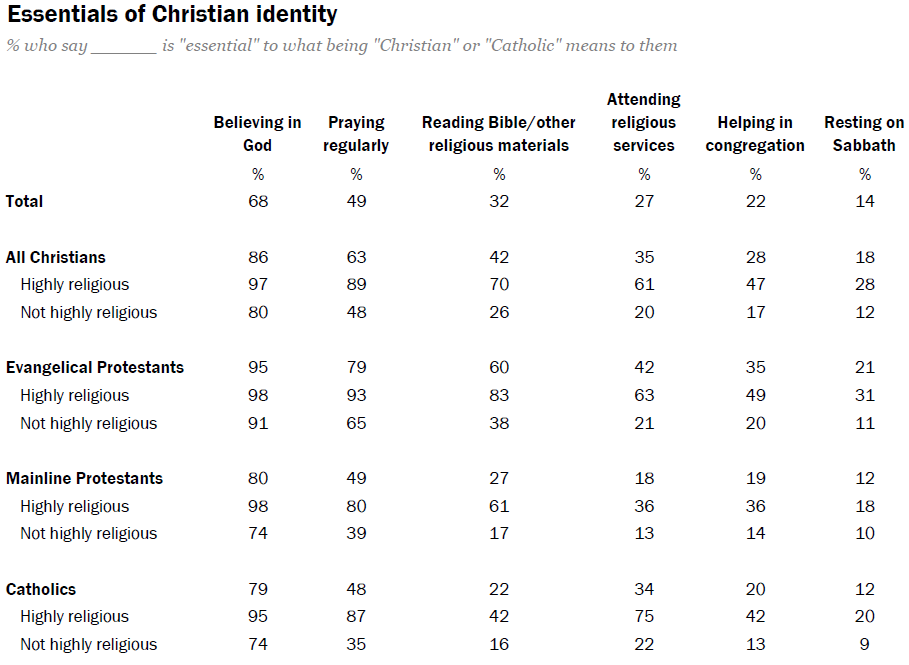 Essentials of Christian identity
% who say _______ is "essential" to what being "Christian" or "Catholic" means to them
Believing in God Praying regularly Reading Bible/other religious materials Attending religious services Helping in congregation Resting on Sabbath
% % % % % %
Total 68 49 32 27 22 14
All Christians 86 63 42 35 28 18
Highly religious 97 89 70 61 47 28
Not highly religious 80 48 26 20 17 12
Evangelical Protestants 95 79 60 42 35 21
Highly religious 98 93 83 63 49 31
Not highly religious 91 65 38 21 20 11
Mainline Protestants 80 49 27 18 19 12
Highly religious 98 80 61 36 36 18
Not highly religious 74 39 17 13 14 10
Catholics 79 48 22 34 20 12
Highly religious 95 87 42 75 42 20
Not highly religious 74 35 16 22 13 9